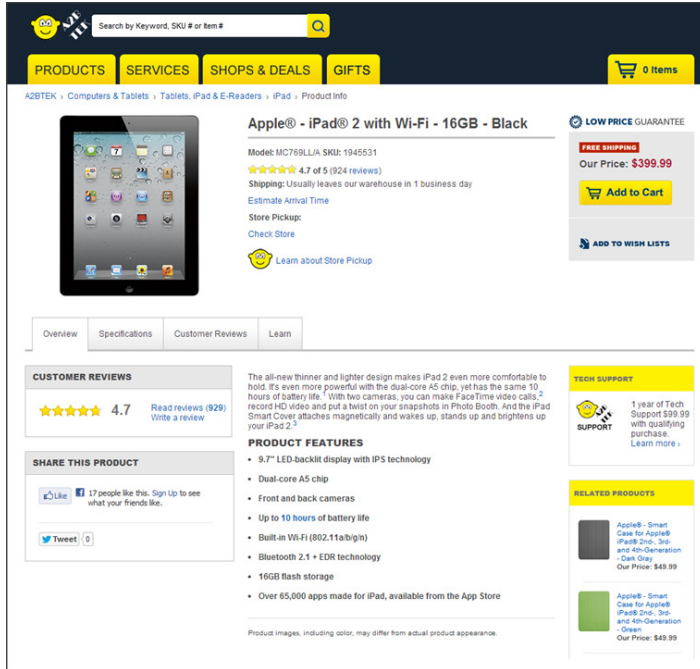 A2B
TEK
Search by Keyword, SKU # or Item #
PRODUCTS
SERVICES
SHOPS & DEALS
GIFTS
0 Items
A2BTEK › Computers & Tablets › Tablets, iPad & E-Readers › iPad › Product Info
Apple® - iPad® 2 with Wi-Fi - 16GB - Black
Model: MC769LL/A SKU: 1945531
4.7 of 5 (924 reviews)
Shipping: Usually leaves our warehouse in 1 business day
Estimate Arrival Time
Store Pickup:
Check Store
Learn about Store Pickup
LOW PRICE GUARANTEE
FREE SHIPPING
Our Price: $399.99
Add to Cart
ADD TO WISH LISTS
7
Overview
Specifications
Customer Reviews
Learn
CUSTOMER REVIEWS
4.7
Read reviews (929)
Write a review
SHARE THIS PRODUCT
Like
17 people like this. Sign Up to see
what your friends like.
Tweet
0
The all-new thinner and lighter design makes iPad 2 even more comfortable to
hold. It's even more powerful with the dual-core A5 chip, yet has the same 10
hours of battery life.1 With two cameras, you can make FaceTime video calls,2
record HD video and put a twist on your snapshots in Photo Booth. And the iPad
Smart Cover attaches magnetically and wakes up, stands up and brightens up
your iPad 2.3
PRODUCT FEATURES
• 9.7" LED-backlit display with IPS technology
• Dual-core A5 chip
• Front and back cameras
• Up to 10 hours of battery life
• Built-in Wi-Fi (802.11a/b/g/n)
• Bluetooth 2.1 + EDR technology
• 16GB flash storage
• Over 65,000 apps made for iPad, available from the App Store
Product images, including color, may differ from actual product appearance.
TECH SUPPORT
A2B
TEK
SUPPORT
1 year of Tech
Support $99.99
with qualifying
purchase.
Learn more ›
RELATED PRODUCTS
Apple® - Smart
Case for Apple®
iPad® 2nd-, 3rd-
and 4th-Generation
- Dark Gray
Our Price: $49.99
Apple® - Smart
Case for Apple®
iPad® 2nd-, 3rd-
and 4th-Generation
- Green
Our Price: $49.99